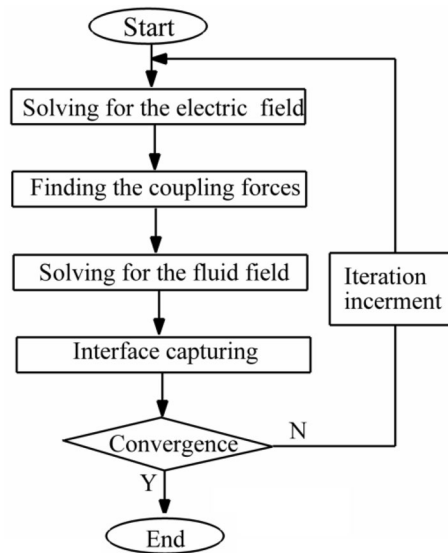 Start
Solving for the electric field
Finding the coupling forces
Solving for the fluid field
Iteration
incerment
Interface capturing
Convergence
N
Y
End